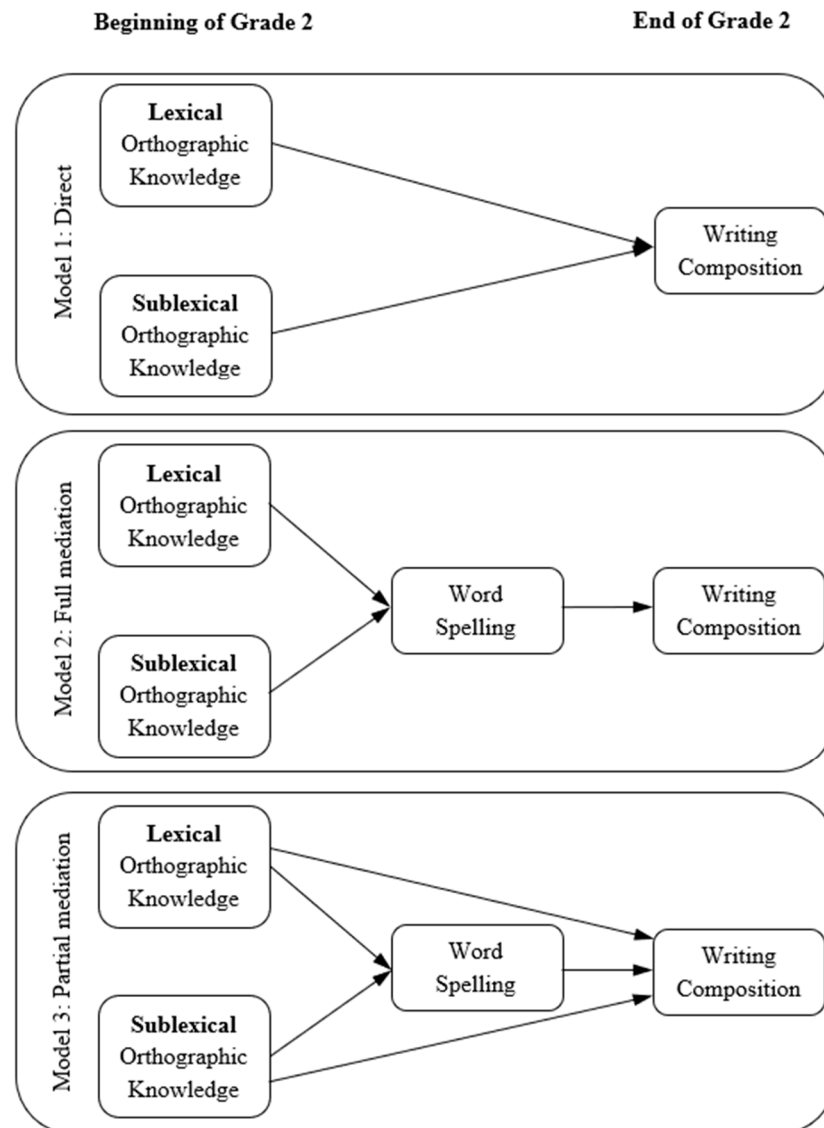 Beginning of Grade 2
End of Grade 2
Model 1: Direct
Lexical
Orthographic
Knowledge
Sublexical
Orthographic
Knowledge
Writing
Composition
Model 2: Full mediation
Lexical
Orthographic
Knowledge
Sublexical
Orthographic
Knowledge
Word
Spelling
Writing
Composition
Model 3: Partial mediation
Lexical
Orthographic
Knowledge
Sublexical
Orthographic
Knowledge
Word
Spelling
Writing
Composition